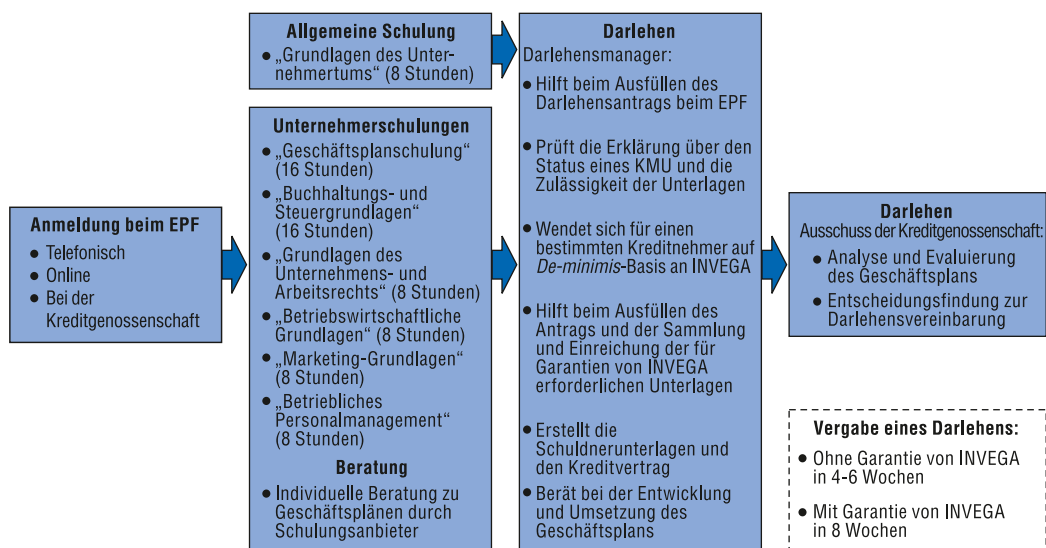 Anmeldung beim EPF
● Telefonisch
● Online
● Bei der
Kreditgenossenschaft
Allgemeine Schulung
● „Grundlagen des Unter-
nehmertums“ (8 Stunden)
Unternehmerschulungen
● „Geschäftsplanschulung“
(16 Stunden)
● „Buchhaltungs- und
Steuergrundlagen“
(16 Stunden)
● „Grundlagen des
Unternehmens- und
Arbeitsrechts“ (8 Stunden)
● „Betriebswirtschaftliche
Grundlagen“ (8 Stunden)
● „Marketing-Grundlagen“
(8 Stunden)
● „Betriebliches
Personalmanagement“
(8 Stunden)
Beratung
● Individuelle Beratung zu
Geschäftsplänen durch
Schulungsanbieter
Darlehen
Darlehensmanager:
● Hilft beim Ausfüllen des
Darlehensantrags beim EPF
● Prüft die Erklärung über den
Status eines KMU und die
Zulässigkeit der Unterlagen
● Wendet sich für einen
bestimmten Kreditnehmer auf
De-minimis-Basis an INVEGA
● Hilft beim Ausfüllen des
Antrags und der Sammlung
und Einreichung der für
Garantien von INVEGA
erforderlichen Unterlagen
● Erstellt die
Schuldnerunterlagen und
den Kreditvertrag
● Berät bei der Entwicklung
und Umsetzung des
Geschäftsplans
Darlehen
Ausschuss der Kreditgenossenschaft:
● Analyse und Evaluierung
des Geschäftsplans
● Entscheidungsfindung zur
Darlehensvereinbarung
Vergabe eines Darlehens:
● Ohne Garantie von INVEGA
in 4-6 Wochen
● Mit Garantie von INVEGA
in 8 Wochen